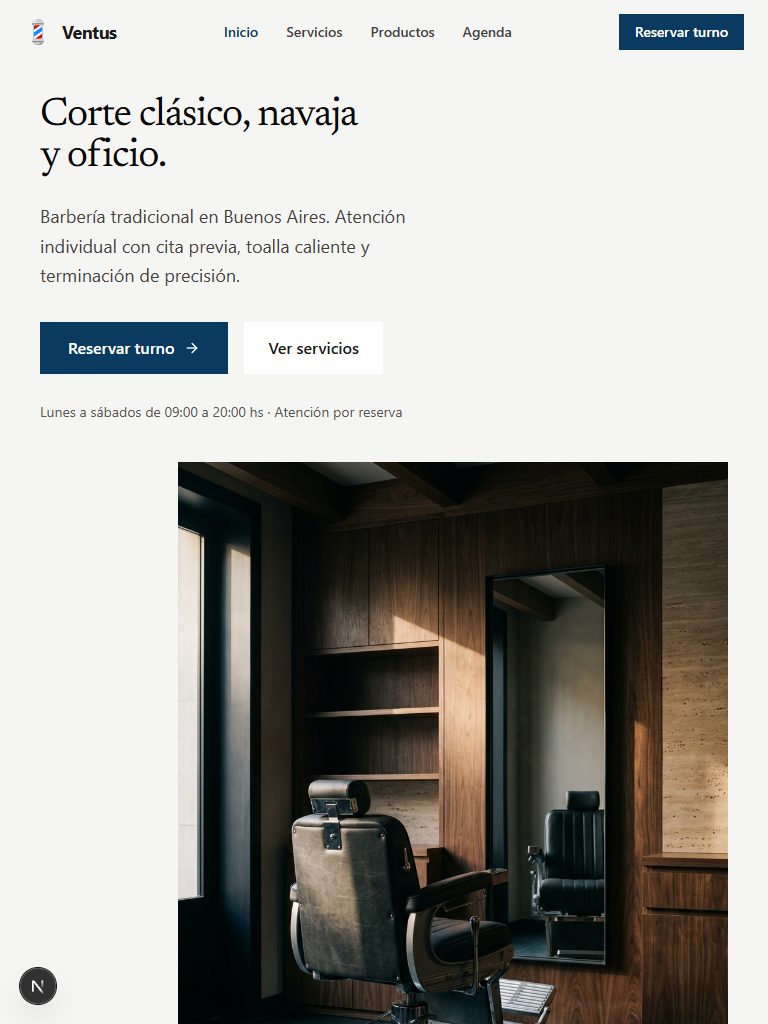 Ventus
Inicio
Servicios
Productos
Agenda
Reservar turno
Corte clásico, navaja
y oficio.
Barbería tradicional en Buenos Aires. Atención
individual con cita previa, toalla caliente y
terminación de precisión.
Reservar turno →
Ver servicios
Lunes a sábados de 09:00 a 20:00 hs · Atención por reserva
N